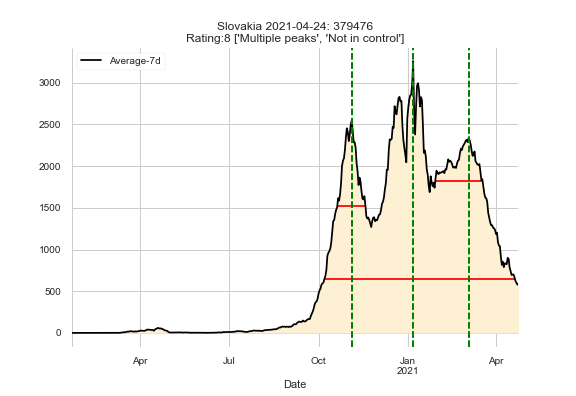 Slovakia 2021-04-24: 379476
Rating:8 ['Multiple peaks', 'Not in control']
Average-7d
3000
2500
2000
1500
1000
500
0
Apr
Jul
Oct
Jan
2021
Apr
Date